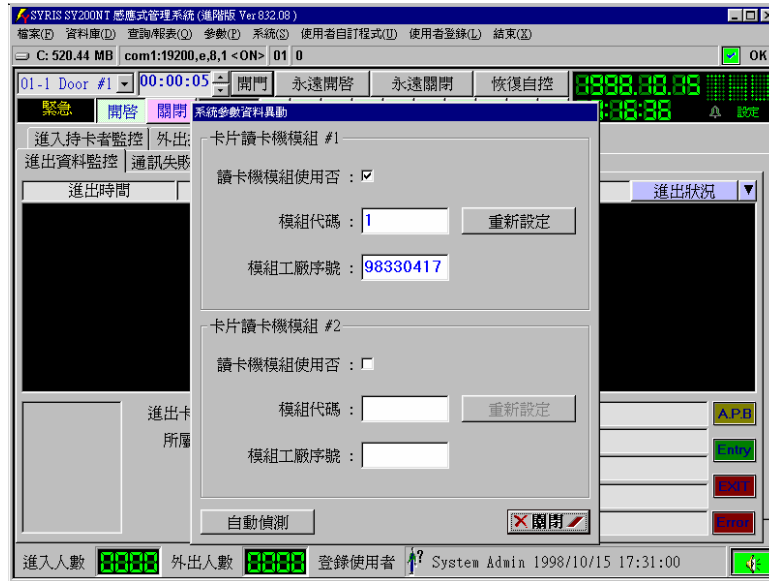 SYRIS SY200NT 感應式管理系統 (進階版 Ver 832.08 )
檔案(F) 資料庫(D) 查詢/報表(Q) 參數(P) 系統(S) 使用者自訂程式(U) 使用者登錄(L) 結束(X)
C: 520.44 MB com1:19200,e,8,1 <ON> 01 0 OK
01-1 Door #1 00:00:05 開門 永遠開啓 永遠關閉 恢復自控
緊急 開啓 關閉 設定
系統參數資料異動
進入持卡者監控 外出
進出資料監控 通訊失敗
進出時間 進出狀況
卡片讀卡機模組 #1
讀卡機模組使用否 :
模組代碼 : 1 重新設定
模組工廠序號 : 98330417
卡片讀卡機模組 #2
讀卡機模組使用否 :
模組代碼 : 重新設定
模組工廠序號 :
自動偵測 關閉
進出卡 A.P.B
所屬 Entry
EXIT
Error
進入人數 8888 外出人數 8888 登錄使用者 System Admin 1998/10/15 17:31:00